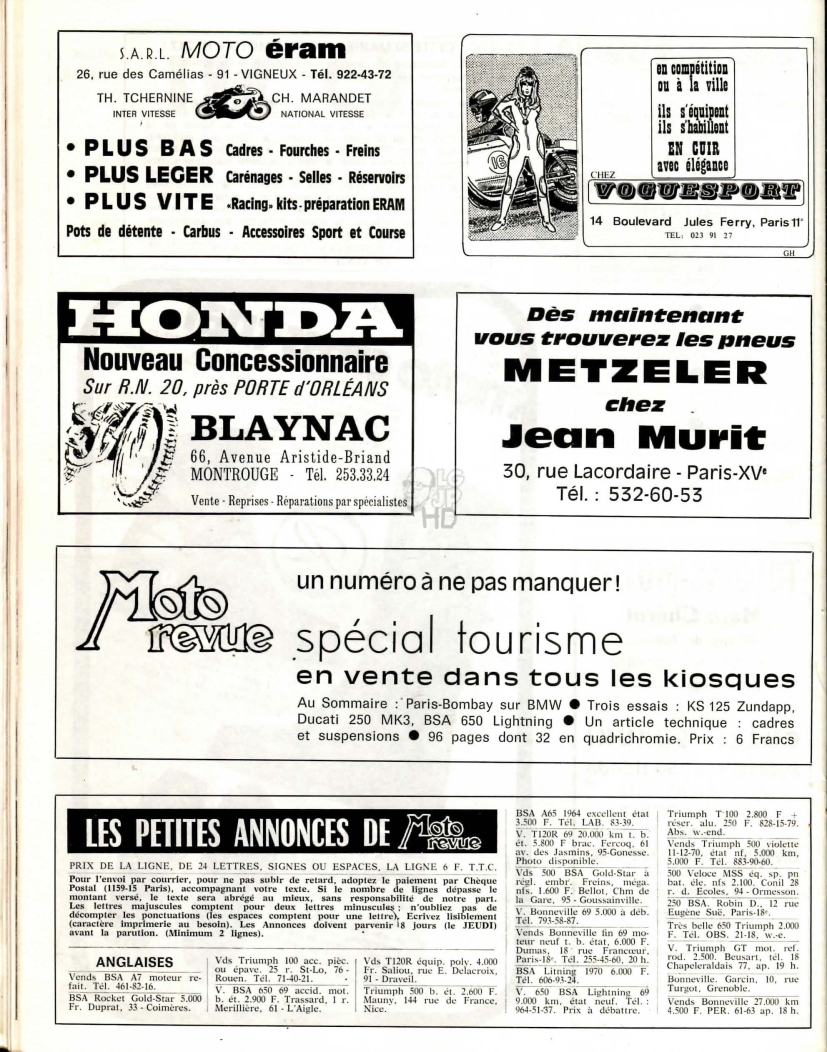 S.A.R.L. MOTO éram
26, rue des Camélias - 91 - VIGNEUX - Tél. 922-43-72
TH. TCHERNINE
INTER VITESSE
CH. MARANDET
NATIONAL VITESSE
• PLUS BAS Cadres - Fourches - Freins
• PLUS LEGER Carénages - Selles - Réservoirs
• PLUS VITE «Racing» kits-préparation ERAM
Pots de détente - Carbus - Accessoires Sport et Course
16
en compétition
ou à la ville
ils s'équipent
ils s'habillent
EN CUIR
avec élégance
CHEZ
VOGUESPORT
14 Boulevard Jules Ferry, Paris 11e
TEL: 023 91 27
GH
HONDA
Nouveau Concessionnaire
Sur R.N. 20, près PORTE d'ORLÉANS
BLAYNAC
66, Avenue Aristide-Briand
MONTROUGE - Tél. 253.33.24
Vente - Reprises - Réparations par spécialistes
Dès maintenant
vous trouverez les pneus
METZELER
chez
Jean Murit
30, rue Lacordaire - Paris-XVe
Tél. : 532-60-53
LG
JP
HD
Moto
revue
un numéro à ne pas manquer!
spécial tourisme
en vente dans tous les kiosques
Au Sommaire : Paris-Bombay sur BMW ● Trois essais : KS 125 Zundapp,
Ducati 250 MK3, BSA 650 Lightning ● Un article technique : cadres
et suspensions ● 96 pages dont 32 en quadrichromie. Prix : 6 Francs
LES PETITES ANNONCES DE Moto revue
PRIX DE LA LIGNE, DE 24 LETTRES, SIGNES OU ESPACES, LA LIGNE 6 F. T.T.C.
Pour l'envoi par courrier, pour ne pas subir de retard, adoptez le paiement par Chèque
Postal (1159-15 Paris), accompagnant votre texte. Si le nombre de lignes dépasse le
montant versé, le texte sera abrégé au mieux, sans responsabilité de notre part.
Les lettres majuscules comptent pour deux lettres minuscules ; n'oubliez pas de
décompter les ponctuations (les espaces comptent pour une lettre). Ecrivez lisiblement
(caractère imprimerie au besoin). Les Annonces doivent parvenir 8 jours (le JEUDI)
avant la parution. (Minimum 2 lignes).
ANGLAISES
Vends BSA A7 moteur re-
fait. Tél. 461-82-16.
BSA Rocket Gold-Star 5.000
Fr. Duprat, 33 - Coimères.
Vds Triumph 100 acc. pièc.
ou épave. 25 r. St-Lo, 76 -
Rouen. Tél. 71-40-21.
V. BSA 650 69 accid. mot.
b. ét. 2.900 F. Trassard, 1 r.
Merillière, 61 - L'Aigle.
Vds T120R équip. poly. 4.000
Fr. Saliou, rue E. Delacroix,
91 - Draveil.
Triumph 500 b. ét. 2.600 F.
Mauny, 144 rue de France,
Nice.
BSA A65 1964 excellent état
3.500 F. Tél. LAB. 83-39.
V. T120R 69 20.000 km t. b.
ét. 5.800 F brac. Fercoq, 61
av. des Jasmins, 95-Gonesse.
Photo disponible.
Vds 500 BSA Gold-Star à
régl. embr. Freins, méga.
nfs. 1.600 F. Bellot, Chm de
la Gare, 95 - Goussainville.
V. Bonneville 69 5.000 à déb.
Tél. 793-58-87.
Vends Bonneville fin 69 mo-
teur neuf t. b. état, 6.000 F.
Dumas, 18 rue Francœur,
Paris-18e. Tél. 255-45-60, 20 h.
BSA Litning 1970 6.000 F.
Tél. 606-93-24.
V. 650 BSA Lightning 69
9.000 km, état neuf. Tél. :
964-51-37. Prix à débattre.
Triumph T 100 2.800 F +
réser. alu. 250 F. 828-15-79.
Abs. w.-end.
Vends Triumph 500 violette
11-12-70, état nf, 5.000 km,
5.000 F. Tél. 883-90-60.
500 Veloce MSS éq. sp. pn
bat. éle. nfs 2.100. Conil 28
r. d. Ecoles, 94 - Ormesson.
250 BSA. Robin D., 12 rue
Eugène Suë, Paris-18e.
Très belle 650 Triumph 2.000
F. Tél. OBS. 21-18, w.-e.
V. Triumph GT mot. ref.
rod. 2.500. Beusart, tél. 18
Chapeleraldais 77, ap. 19 h.
Bonneville. Garcin, 10, rue
Turgot, Grenoble.
Vends Bonneville 27.000 km
4.500 F. PER. 61-63 ap. 18 h.